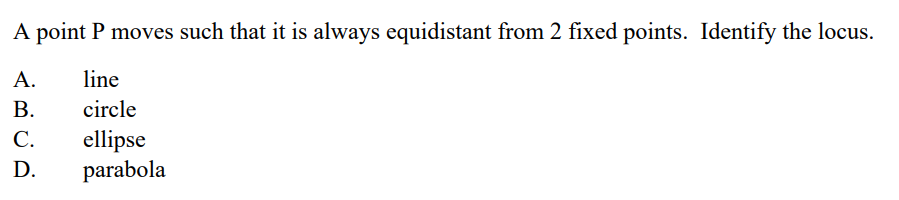 A point P moves such that it is always equidistant from 2 fixed points. Identify the locus.
A. line
B. circle
C. ellipse
D. parabola